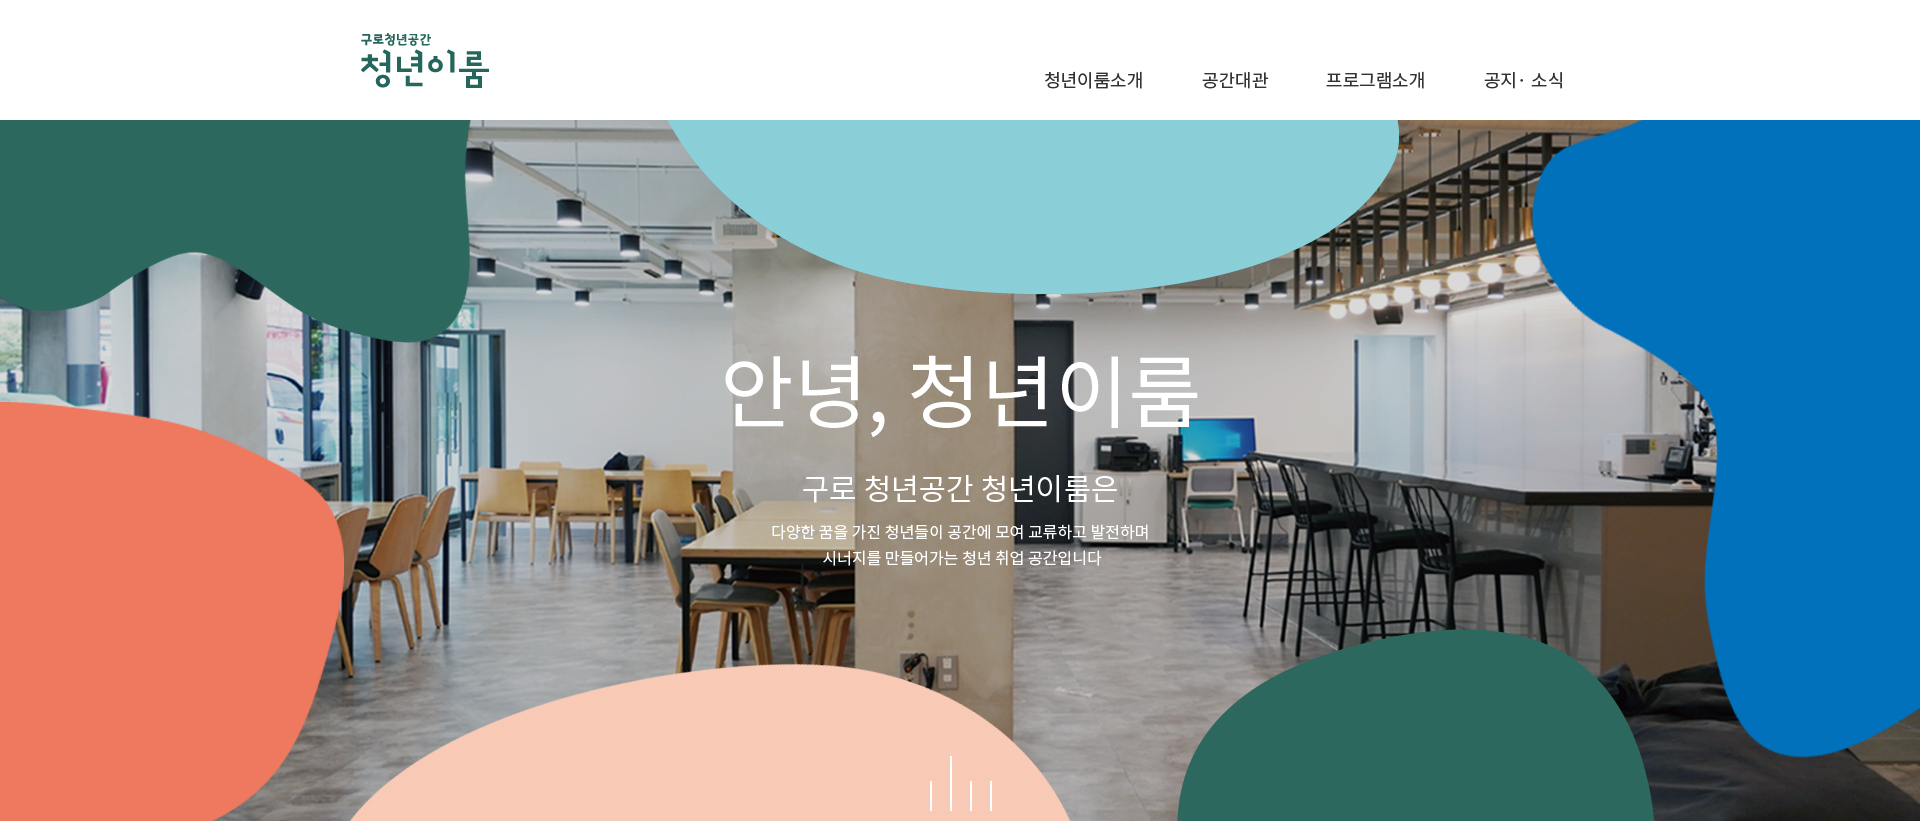 구로청년공간
청년이룸
청년이룸소개
공간대관
프로그램소개
공지· 소식
안녕, 청년이룸
구로 청년공간 청년이룸은
다양한 꿈을 가진 청년들이 공간에 모여 교류하고 발전하며
시너지를 만들어가는 청년 취업 공간입니다